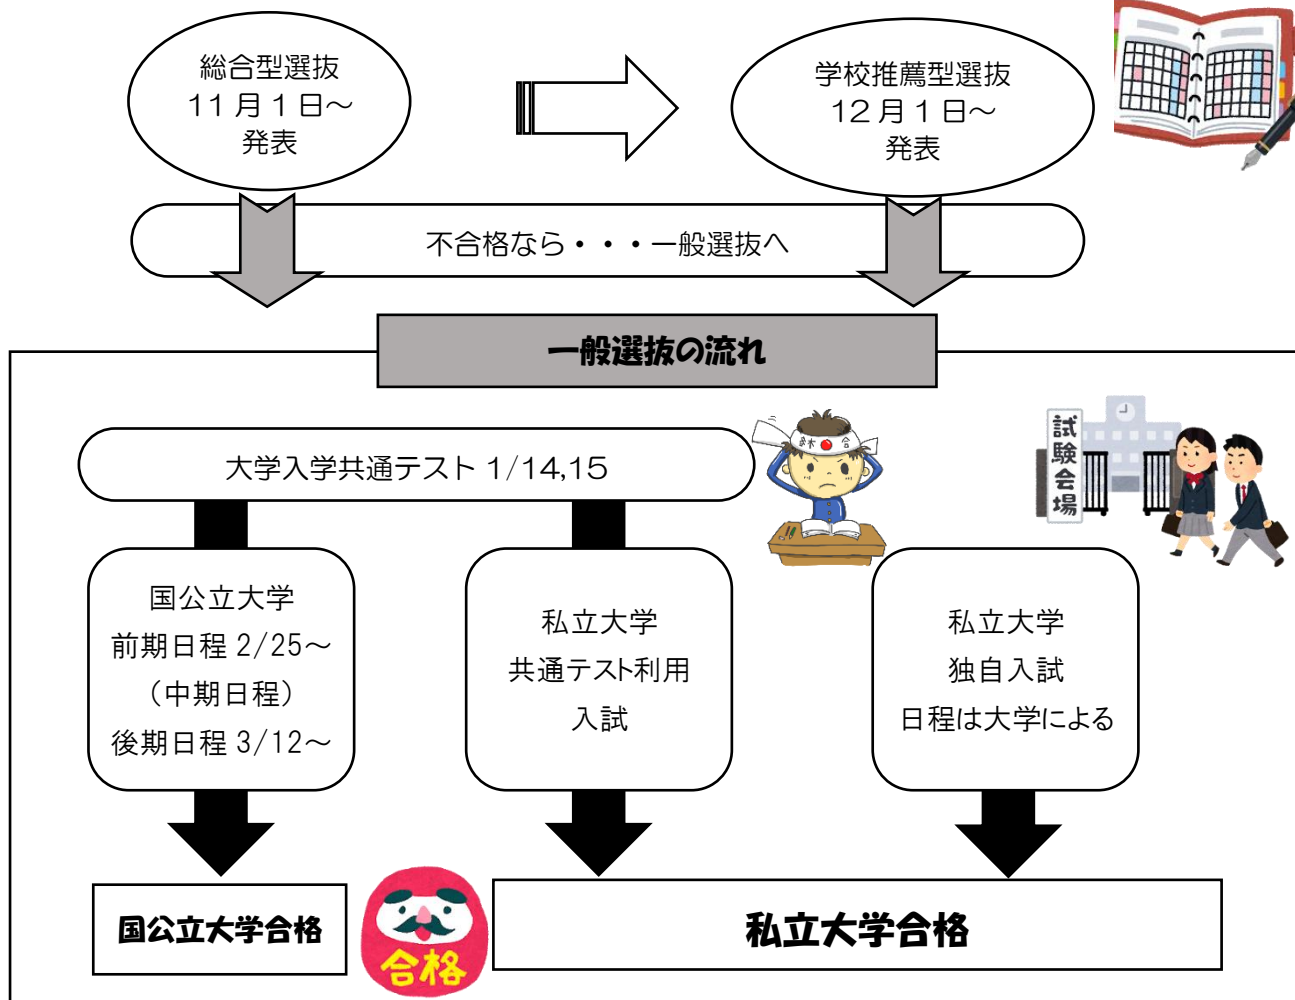 総合型選抜
11月1日～
発表
学校推薦型選抜
12月1日～
発表
不合格なら・・・一般選抜へ
一般選抜の流れ
大学入学共通テスト 1/14,15
試験会場
国公立大学
前期日程 2/25～
（中期日程）
後期日程 3/12～
私立大学
共通テスト利用
入試
私立大学
独自入試
日程は大学による
国公立大学合格
合格
私立大学合格